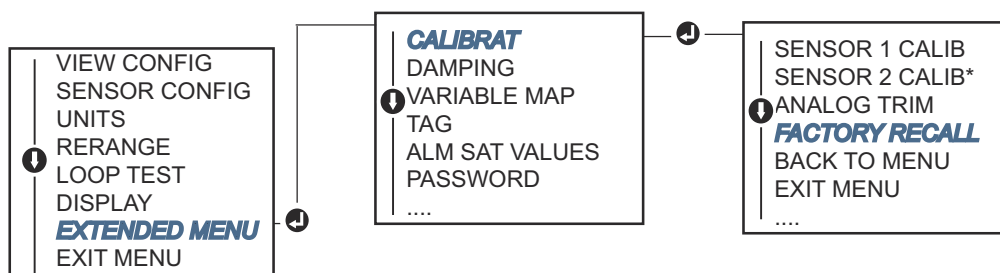 VIEW CONFIG
SENSOR CONFIG
UNITS
RERANGE
LOOP TEST
DISPLAY
EXTENDED MENU
EXIT MENU
CALIBRAT
DAMPING
VARIABLE MAP
TAG
ALM SAT VALUES
PASSWORD
....
SENSOR 1 CALIB
SENSOR 2 CALIB*
ANALOG TRIM
FACTORY RECALL
BACK TO MENU
EXIT MENU
....